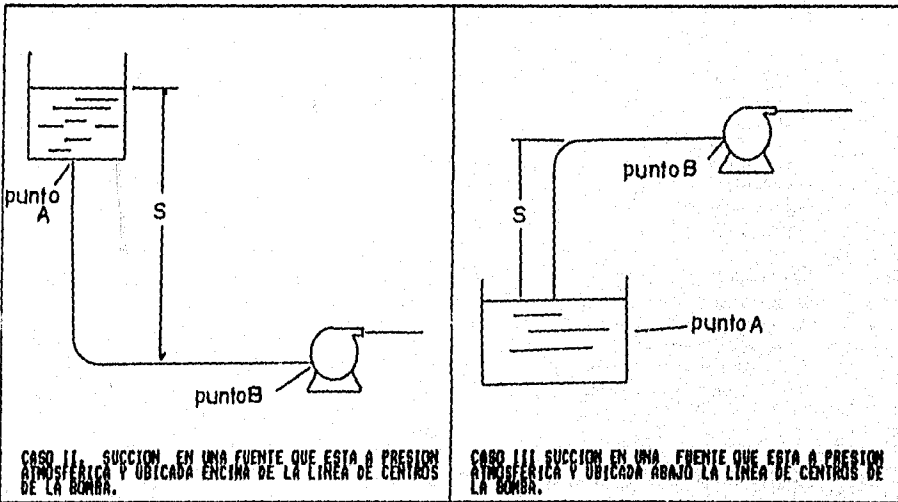 punto
A
S
punto B
CASO II. SUCCION EN UNA FUENTE QUE ESTA A PRESION
ATMOSFERICA Y UBICADA ENCIMA DE LA LINEA DE CENTROS
DE LA BOMBA.
punto B
S
punto A
CASO III SUCCION EN UNA FUENTE QUE ESTA A PRESION
ATMOSFERICA Y UBICADA ABAJO LA LINEA DE CENTROS DE
LA BOMBA.